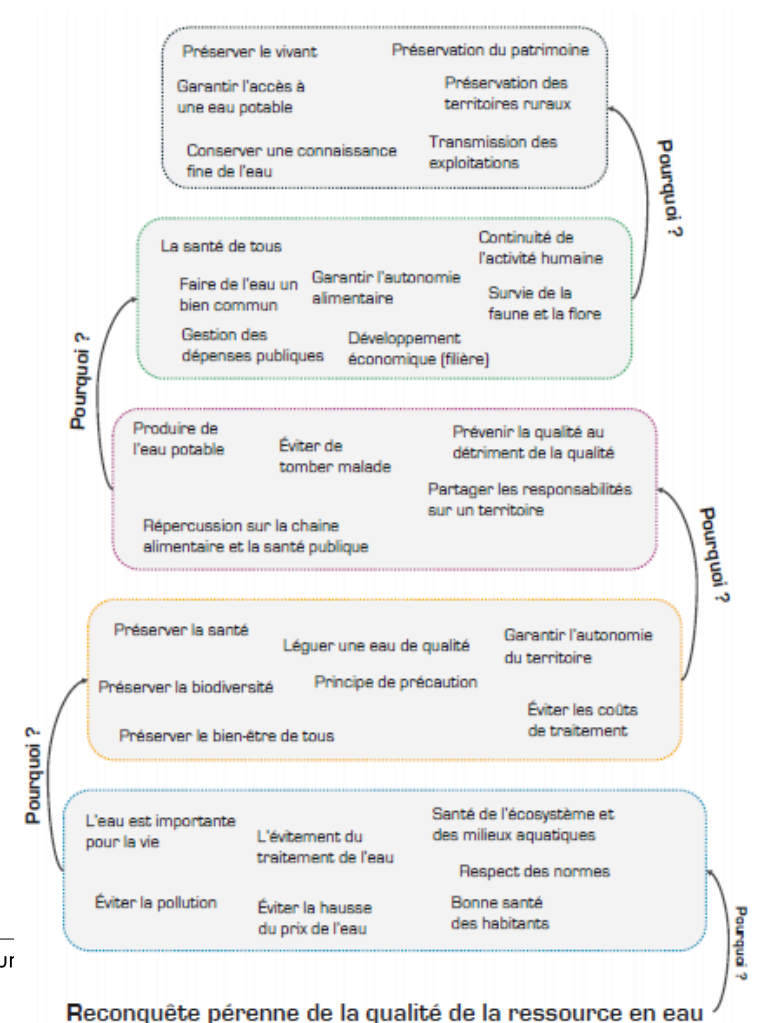 Préserver le vivant
Préservation du patrimoine
Garantir l'accès à
une eau potable
Préservation des
territoires ruraux
Conserver une connaissance
fine de l'eau
Transmission des
exploitations
Pourquoi ?
La santé de tous
Continuité de
l'activité humaine
Faire de l'eau un
bien commun
Garantir l'autonomie
alimentaire
Survie de la
faune et la flore
Gestion des
dépenses publiques
Développement
économique (filière)
Pourquoi ?
Produire de
l'eau potable
Éviter de
tomber malade
Prévenir la qualité au
détriment de la qualité
Partager les responsabilités
sur un territoire
Répercussion sur la chaine
alimentaire et la santé publique
Pourquoi ?
Préserver la santé
Léguer une eau de qualité
Garantir l'autonomie
du territoire
Préserver la biodiversité
Principe de précaution
Éviter les coûts
de traitement
Préserver le bien-être de tous
Pourquoi ?
L'eau est importante
pour la vie
L'évitement du
traitement de l'eau
Santé de l'écosystème et
des milieux aquatiques
Respect des normes
Éviter la pollution
Éviter la hausse
du prix de l'eau
Bonne santé
des habitants
Pourquoi ?
Reconquête pérenne de la qualité de la ressource en eau